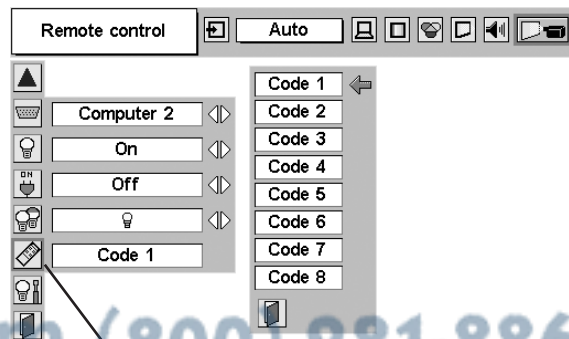 Remote control
Auto
Computer 2
On
ON
Off
Code 1
Code 1
Code 2
Code 3
Code 4
Code 5
Code 6
Code 7
Code 8